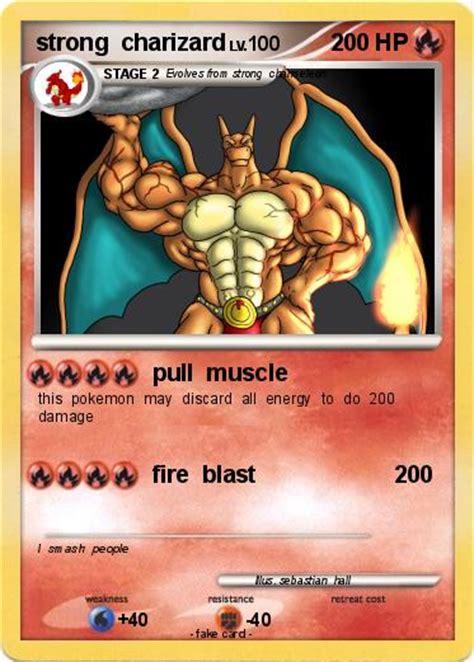 strong charizard Lv.100 200 HP
STAGE 2 Evolves from strong charmeleon
pull muscle
this pokemon may discard all energy to do 200
damage
fire blast 200
I smash people
Illus. sebastian hall
weakness resistance retreat cost
+40 -40
- fake card -